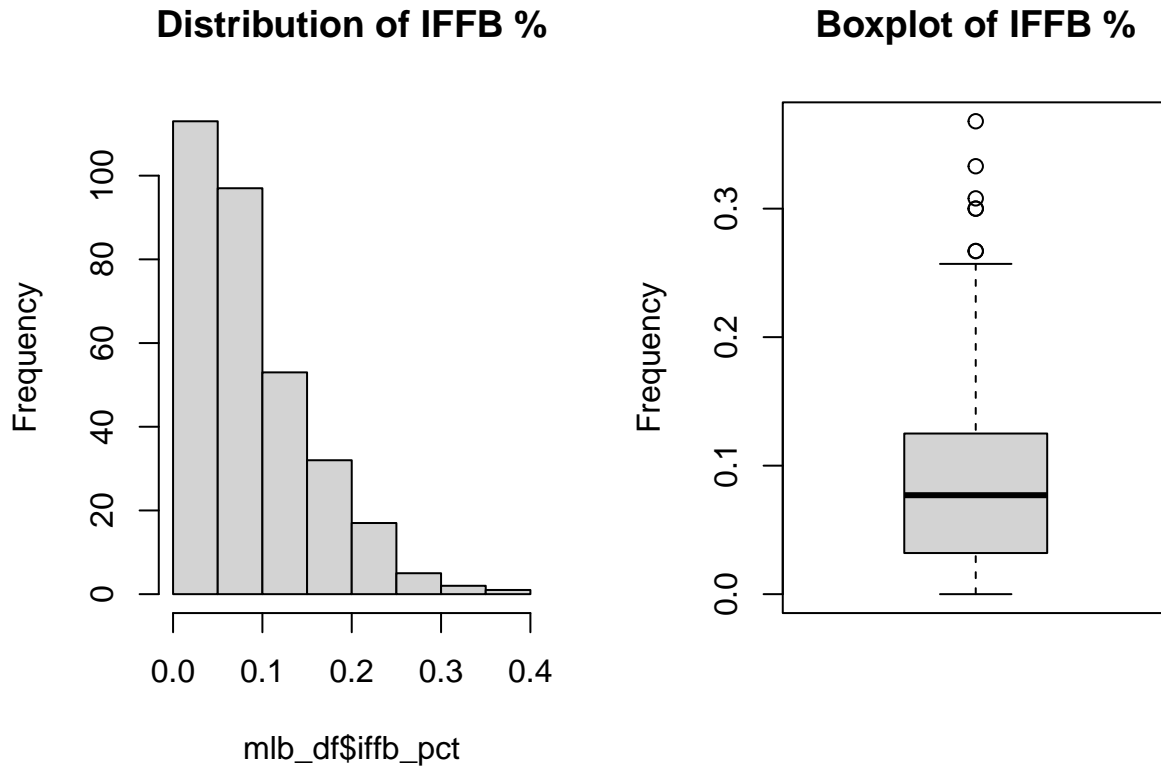 Distribution of IFFB %
Frequency
0 20 40 60 80 100
0.0 0.1 0.2 0.3 0.4
mlb_df$iffb_pct
Boxplot of IFFB %
Frequency
0.0 0.1 0.2 0.3